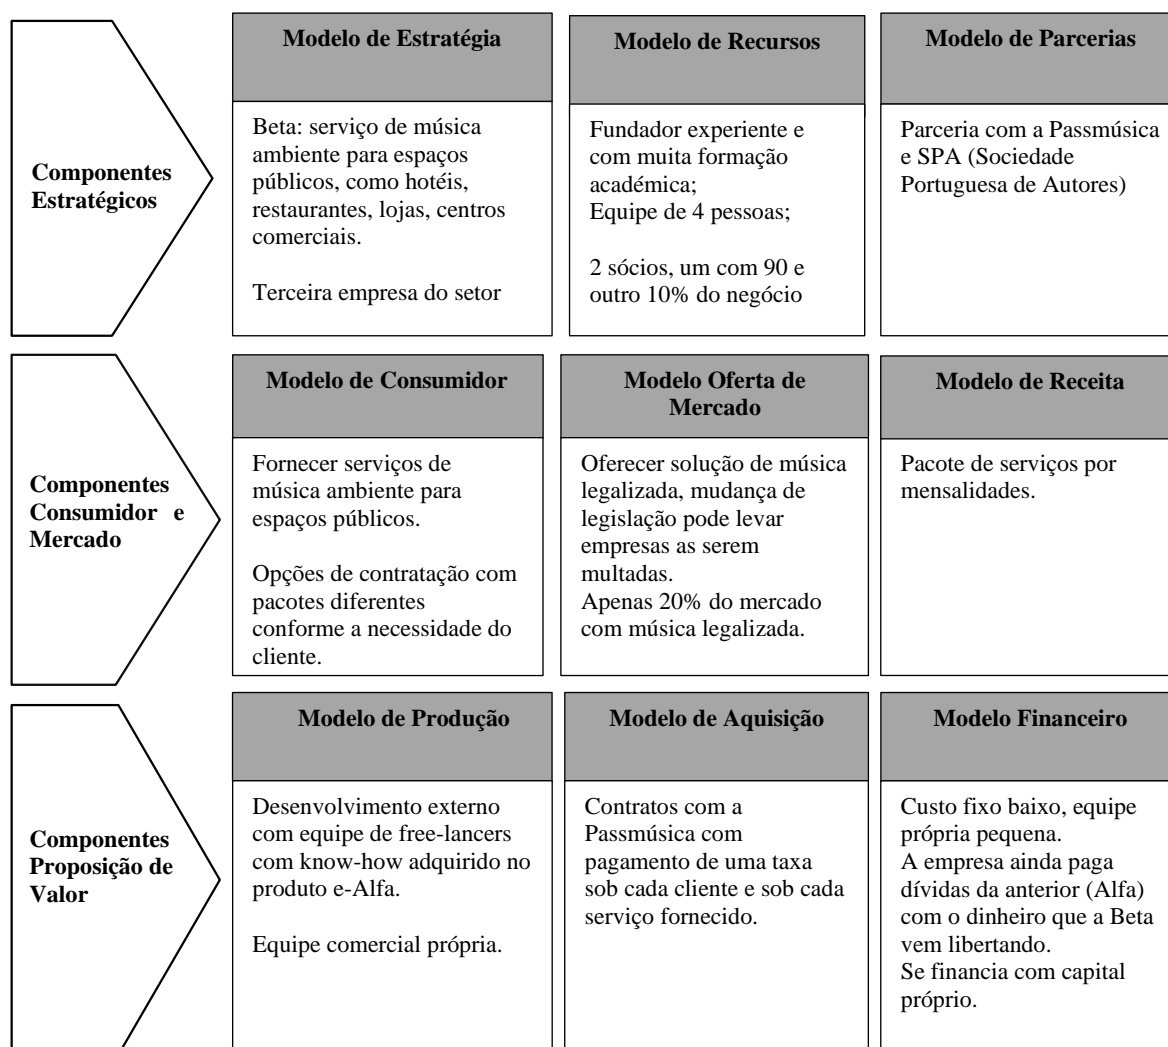 Componentes
Estratégicos
Modelo de Estratégia
Beta: serviço de música
ambiente para espaços
públicos, como hotéis,
restaurantes, lojas, centros
comerciais.
Terceira empresa do setor
Modelo de Recursos
Fundador experiente e
com muita formação
académica;
Equipe de 4 pessoas;
2 sócios, um com 90 e
outro 10% do negócio
Modelo de Parcerias
Parceria com a Passmúsica
e SPA (Sociedade
Portuguesa de Autores)
Componentes
Consumidor e
Mercado
Modelo de Consumidor
Fornecer serviços de
música ambiente para
espaços públicos.
Opções de contratação com
pacotes diferentes
conforme a necessidade do
cliente.
Modelo Oferta de
Mercado
Oferecer solução de música
legalizada, mudança de
legislação pode levar
empresas as serem
multadas.
Apenas 20% do mercado
com música legalizada.
Modelo de Receita
Pacote de serviços por
mensalidades.
Componentes
Proposição de
Valor
Modelo de Produção
Desenvolvimento externo
com equipe de free-lancers
com know-how adquirido no
produto e-Alfa.
Equipe comercial própria.
Modelo de Aquisição
Contratos com a
Passmúsica com
pagamento de uma taxa
sob cada cliente e sob cada
serviço fornecido.
Modelo Financeiro
Custo fixo baixo, equipe
própria pequena.
A empresa ainda paga
dívidas da anterior (Alfa)
com o dinheiro que a Beta
vem libertando.
Se financia com capital
próprio.